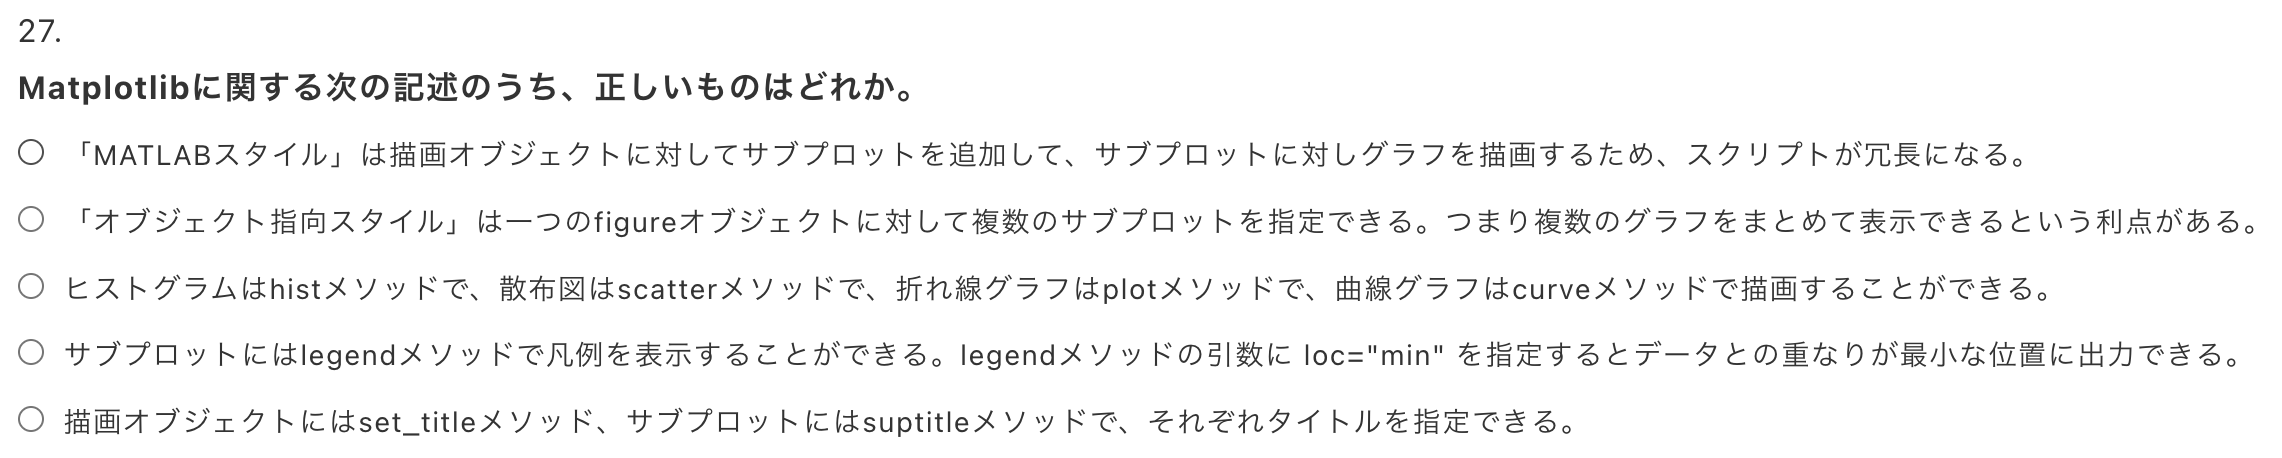 27.
Matplotlibに関する次の記述のうち、正しいものはどれか。
「MATLABスタイル」は描画オブジェクトに対してサブプロットを追加して、サブプロットに対しグラフを描画するため、スクリプトが冗長になる。
「オブジェクト指向スタイル」は一つのfigureオブジェクトに対して複数のサブプロットを指定できる。つまり複数のグラフをまとめて表示できるという利点がある。
ヒストグラムはhistメソッドで、散布図はscatterメソッドで、折れ線グラフはplotメソッドで、曲線グラフはcurveメソッドで描画することができる。
サブプロットにはlegendメソッドで凡例を表示することができる。legendメソッドの引数に loc="min" を指定するとデータとの重なりが最小な位置に出力できる。
描画オブジェクトにはset_titleメソッド、サブプロットにはsuptitleメソッドで、それぞれタイトルを指定できる。